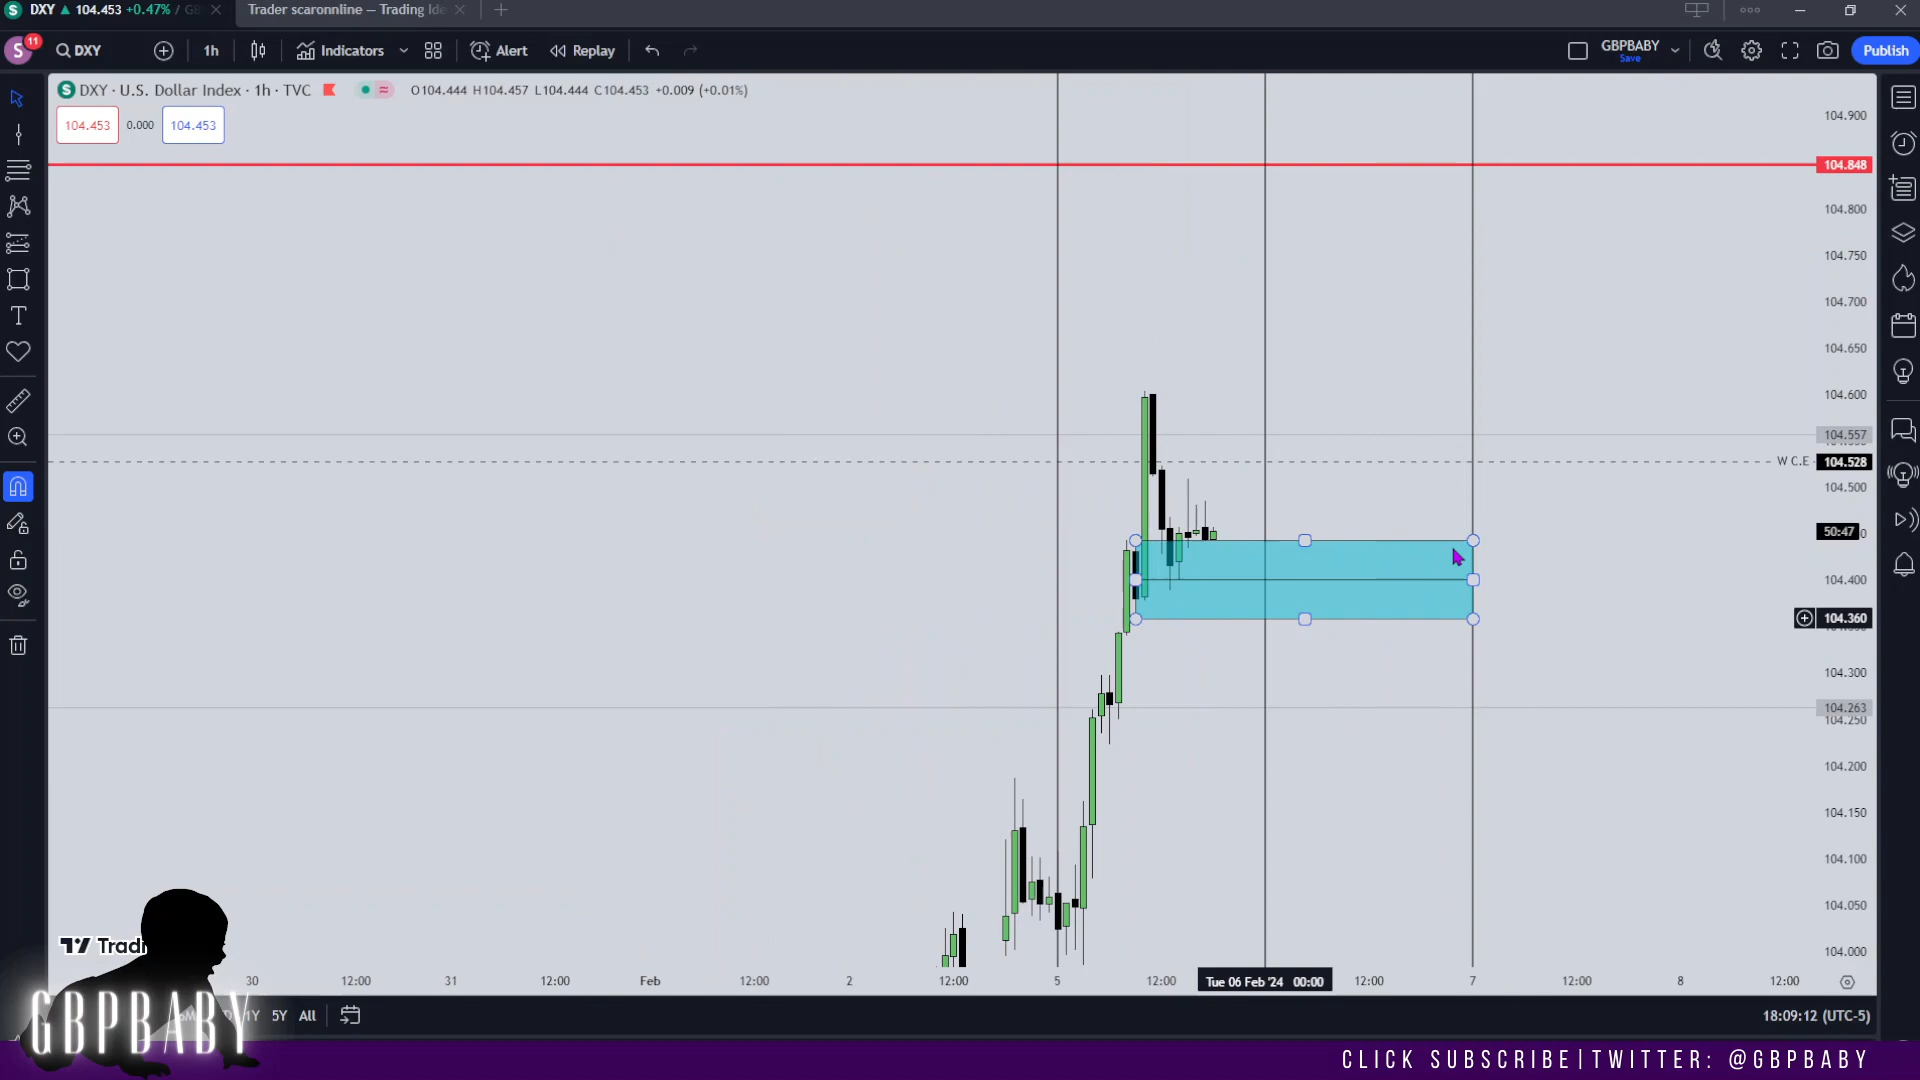 DXY ▲ 104.453 +0.47% / GB
Trader scaronnline — Trading Ide
S 11 DXY 1h Indicators Alert Replay GBPBABY Save Publish
DXY · U.S. Dollar Index · 1h · TVC O104.444 H104.457 L104.444 C104.453 +0.009 (+0.01%)
104.453 0.000 104.453
104.900
104.848
104.800
104.750
104.700
104.650
104.600
104.557
W C.E 104.528
104.500
50:47
104.400
104.360
104.300
104.263
104.250
104.200
104.150
104.100
104.050
104.000
30 12:00 31 12:00 Feb 12:00 2 12:00 5 12:00 Tue 06 Feb '24 00:00 12:00 7 12:00 8 12:00
1Y 5Y All 18:09:12 (UTC-5)
GBPBABY
CLICK SUBSCRIBE|TWITTER: @GBPBABY